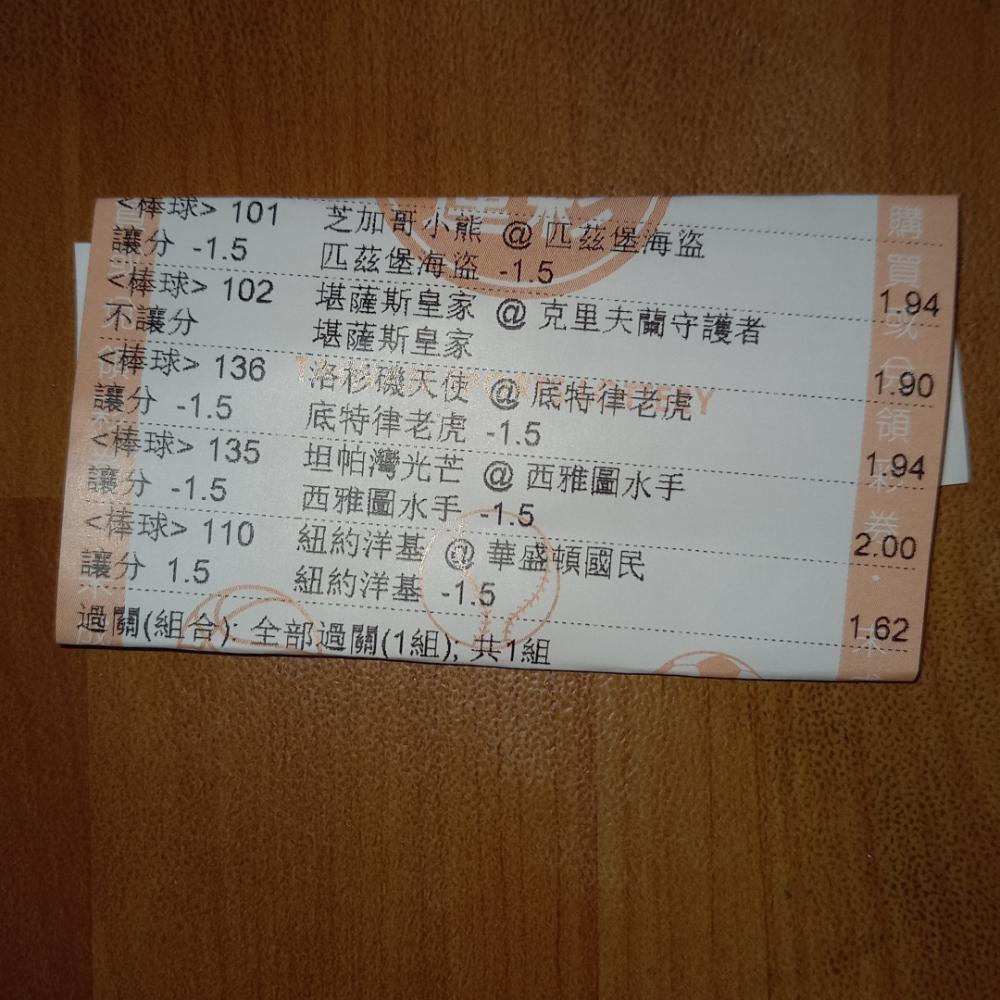 <棒球> 101 芝加哥小熊 @ 匹茲堡海盜
讓分 -1.5 匹茲堡海盜 -1.5 1.94
<棒球> 102 堪薩斯皇家 @ 克里夫蘭守護者
不讓分 堪薩斯皇家 1.90
<棒球> 136 洛杉磯天使 @ 底特律老虎
讓分 -1.5 底特律老虎 -1.5 1.94
<棒球> 135 坦帕灣光芒 @ 西雅圖水手
讓分 -1.5 西雅圖水手 -1.5 2.00
<棒球> 110 紐約洋基 @ 華盛頓國民
讓分 1.5 紐約洋基 -1.5 1.62
過關(組合): 全部過關(1組); 共1組
購買或
領
券